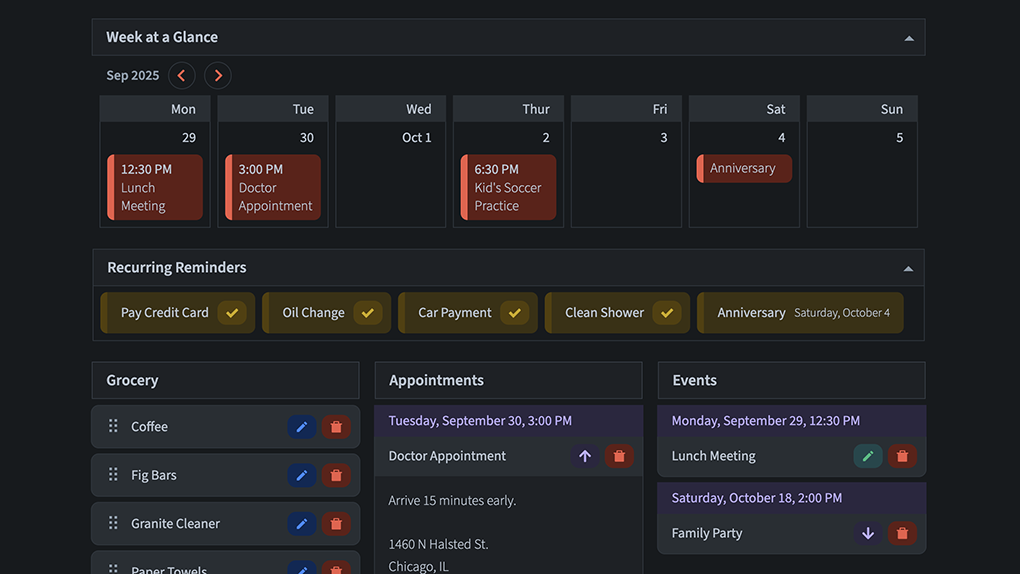 Week at a Glance
Sep 2025
Mon
Tue
Wed
Thur
Fri
Sat
Sun
29
30
Oct 1
2
3
4
5
12:30 PM
Lunch
Meeting
3:00 PM
Doctor
Appointment
6:30 PM
Kid's Soccer
Practice
Anniversary
Recurring Reminders
Pay Credit Card
Oil Change
Car Payment
Clean Shower
Anniversary Saturday, October 4
Grocery
Coffee
Fig Bars
Granite Cleaner
Paper Towels
Appointments
Tuesday, September 30, 3:00 PM
Doctor Appointment
Arrive 15 minutes early.
1460 N Halsted St.
Chicago, IL
Events
Monday, September 29, 12:30 PM
Lunch Meeting
Saturday, October 18, 2:00 PM
Family Party